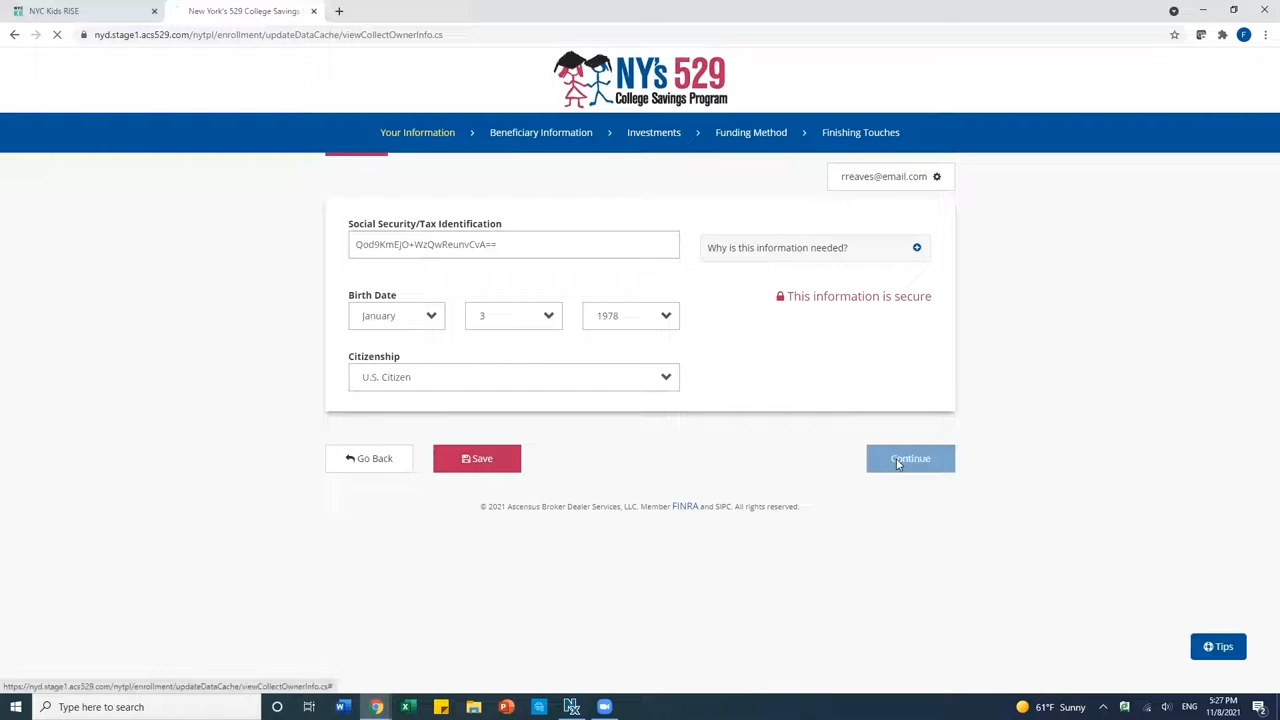 NYC Kids RISE
New York's 529 College Savings
nyd.stage1.acs529.com/nytpl/enrollment/updateDataCache/viewCollectOwnerInfo.cs
F
NY's 529
College Savings Program
Your Information > Beneficiary Information > Investments > Funding Method > Finishing Touches
rreaves@email.com
Social Security/Tax Identification
Qod9KmEJO+WzQwReunvCvA==
Why is this information needed?
This information is secure
Birth Date
January 3 1978
Citizenship
U.S. Citizen
Go Back Save Continue
© 2021 Ascensus Broker Dealer Services, LLC. Member FINRA and SIPC. All rights reserved.
Tips
https://nyd.stage1.acs529.com/nytpl/enrollment/updateDataCache/viewCollectOwnerInfo.cs#
Type here to search
61°F Sunny
5:27 PM
11/8/2021